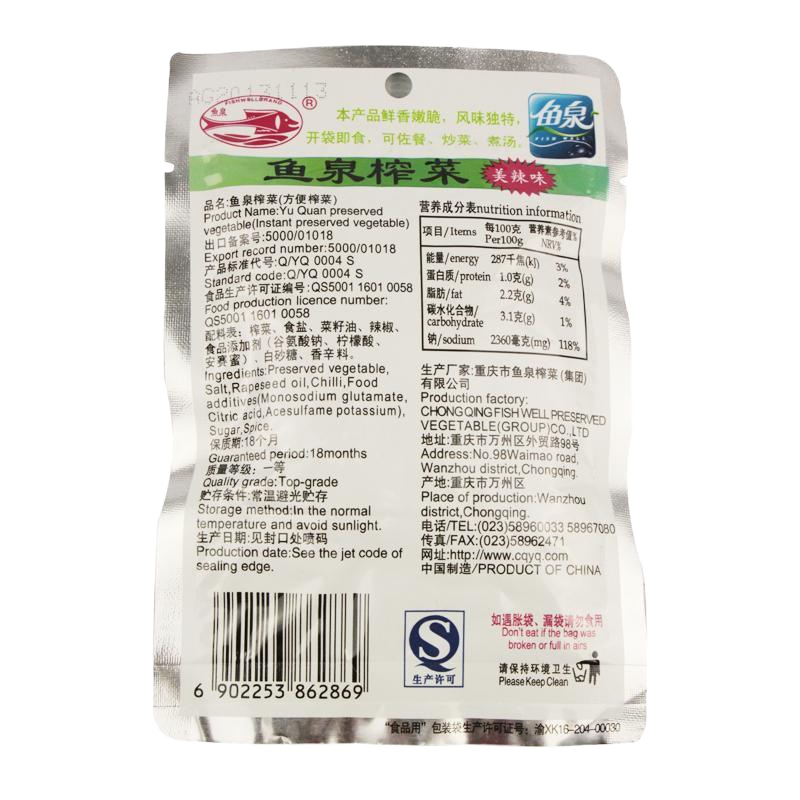 AG20131113
FISHWELLBRAND
魚泉
®
本产品鲜香嫩脆，风味独特，
开袋即食，可佐餐、炒菜、煮汤。
鱼泉
FISH WELL
鱼泉榨菜
美辣味
品名:鱼泉榨菜(方便榨菜)
Product Name:Yu Quan preserved
vegetable(Instant preserved vegetable)
出口备案号:5000/01018
Export record number:5000/01018
产品标准代号:Q/YQ 0004 S
Standard code:Q/YQ 0004 S
食品生产许可证编号:QS5001 1601 0058
Food production licence number:
QS5001 1601 0058
配料表：榨菜、食盐、菜籽油、辣椒、
食品添加剂（谷氨酸钠、柠檬酸、
安赛蜜）、白砂糖、香辛料。
Ingredients:Preserved vegetable,
Salt,Rapeseed oil,Chilli,Food
additives(Monosodium glutamate,
Citric acid,Acesulfame potassium),
Sugar,Spice.
保质期:18个月
Guaranteed period:18months
质量等级：一等
Quality grade:Top-grade
贮存条件:常温避光贮存
Storage method:In the normal
temperature and avoid sunlight.
生产日期:见封口处喷码
Production date:See the jet code of
sealing edge.
营养成分表nutrition information
项目/Items 每100克 Per100g 营养素参考值% NRV%
能量/energy 287千焦(kJ) 3%
蛋白质/protein 1.0克(g) 2%
脂肪/fat 2.2克(g) 4%
碳水化合物/carbohydrate 3.1克(g) 1%
钠/sodium 2360毫克(mg) 118%
生产厂家:重庆市鱼泉榨菜(集团)
有限公司
Production factory:
CHONGQING FISH WELL PRESERVED
VEGETABLE(GROUP)CO.,LTD
地址:重庆市万州区外贸路98号
Address:No.98Waimao road,
Wanzhou district,Chongqing.
产地:重庆市万州区
Place of production:Wanzhou
district,Chongqing.
电话/TEL:(023)58960033 58967080
传真/FAX:(023)58962471
网址:http://www.cqyq.com
中国制造/PRODUCT OF CHINA
6 902253 862869
QS
生产许可
如遇胀袋、漏袋请勿食用
Don't eat if the bag was
broken or full in airs
请保持环境卫生
Please Keep Clean
“食品用”包装袋生产许可证号：渝XK16-204-00030